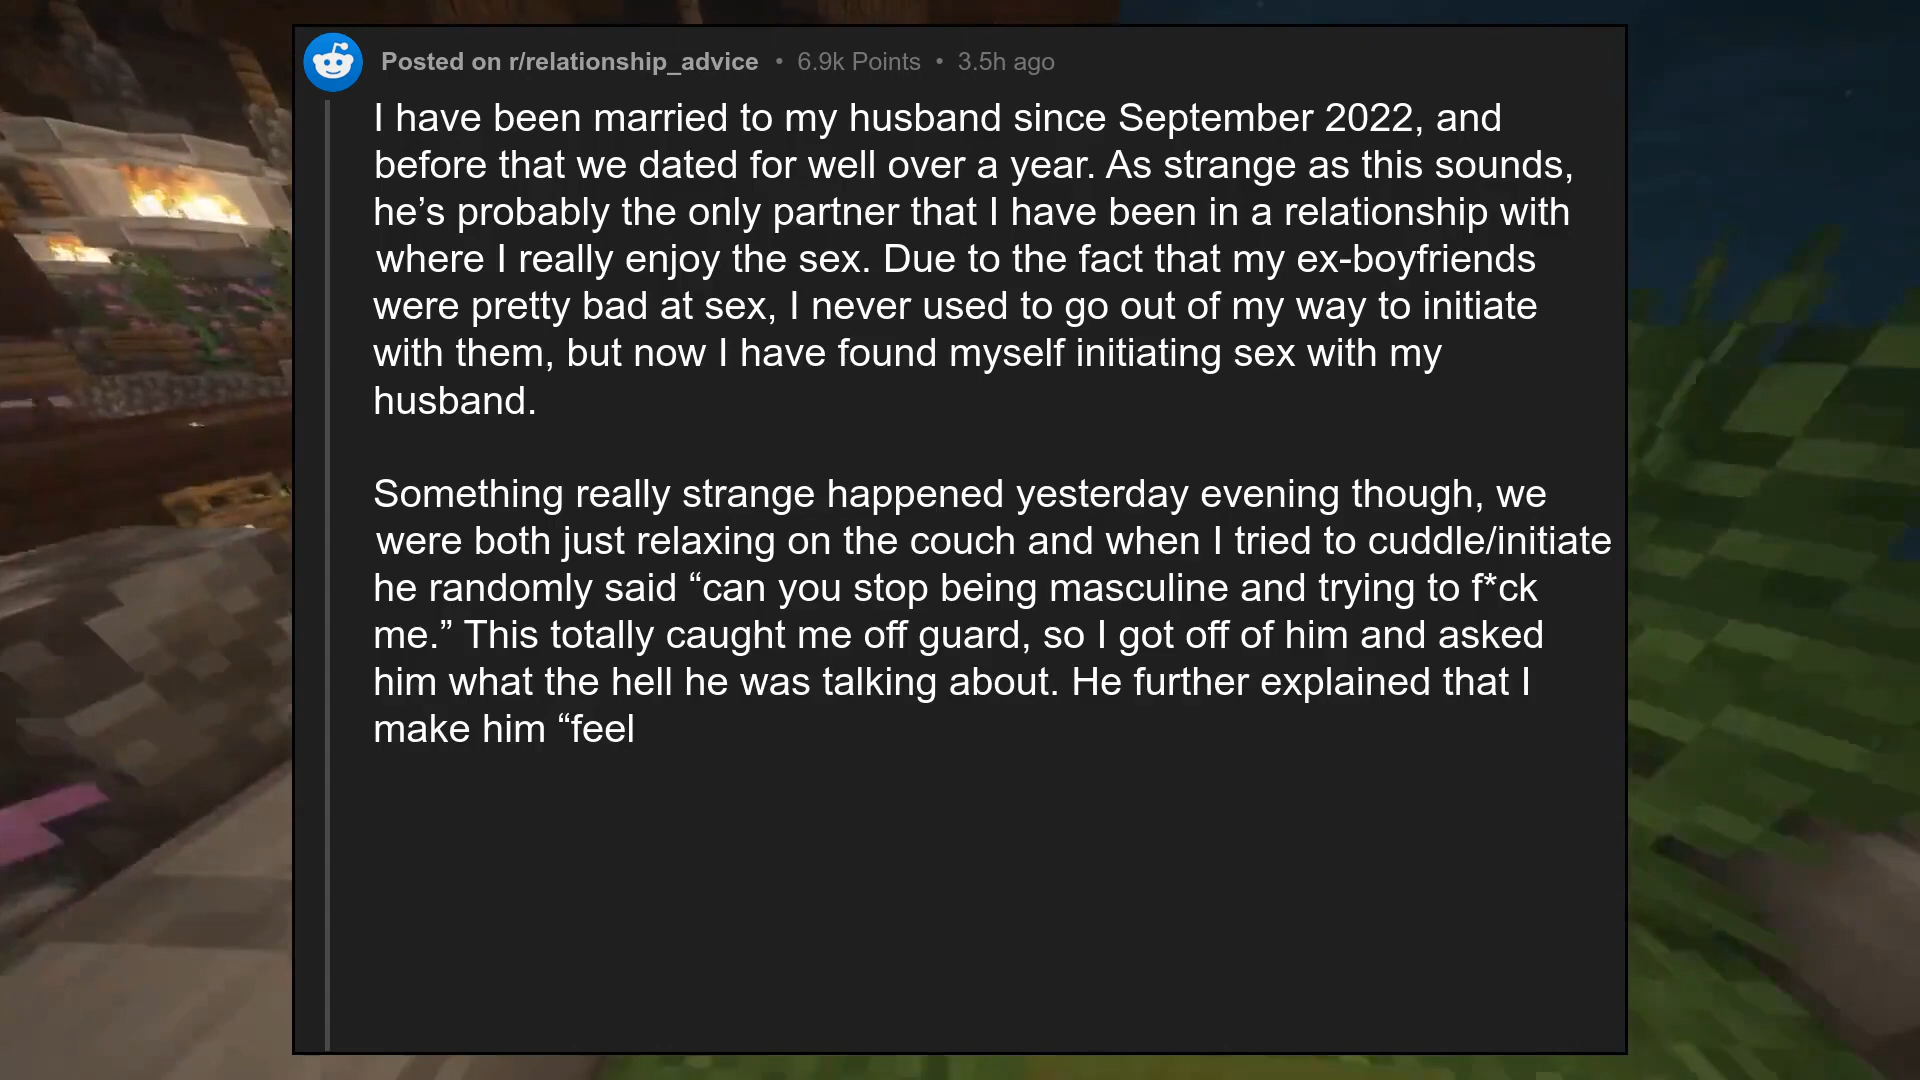 Posted on r/relationship_advice • 6.9k Points • 3.5h ago
I have been married to my husband since September 2022, and
before that we dated for well over a year. As strange as this sounds,
he’s probably the only partner that I have been in a relationship with
where I really enjoy the sex. Due to the fact that my ex-boyfriends
were pretty bad at sex, I never used to go out of my way to initiate
with them, but now I have found myself initiating sex with my
husband.
Something really strange happened yesterday evening though, we
were both just relaxing on the couch and when I tried to cuddle/initiate
he randomly said “can you stop being masculine and trying to f*ck
me.” This totally caught me off guard, so I got off of him and asked
him what the hell he was talking about. He further explained that I
make him “feel